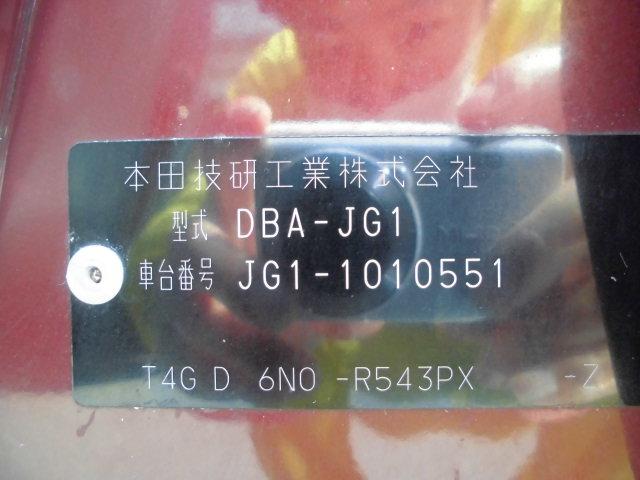 本田技研工業株式会社
型式 DBA-JG1
車台番号 JG1-1010551
T4G D 6N0 -R543PX -Z